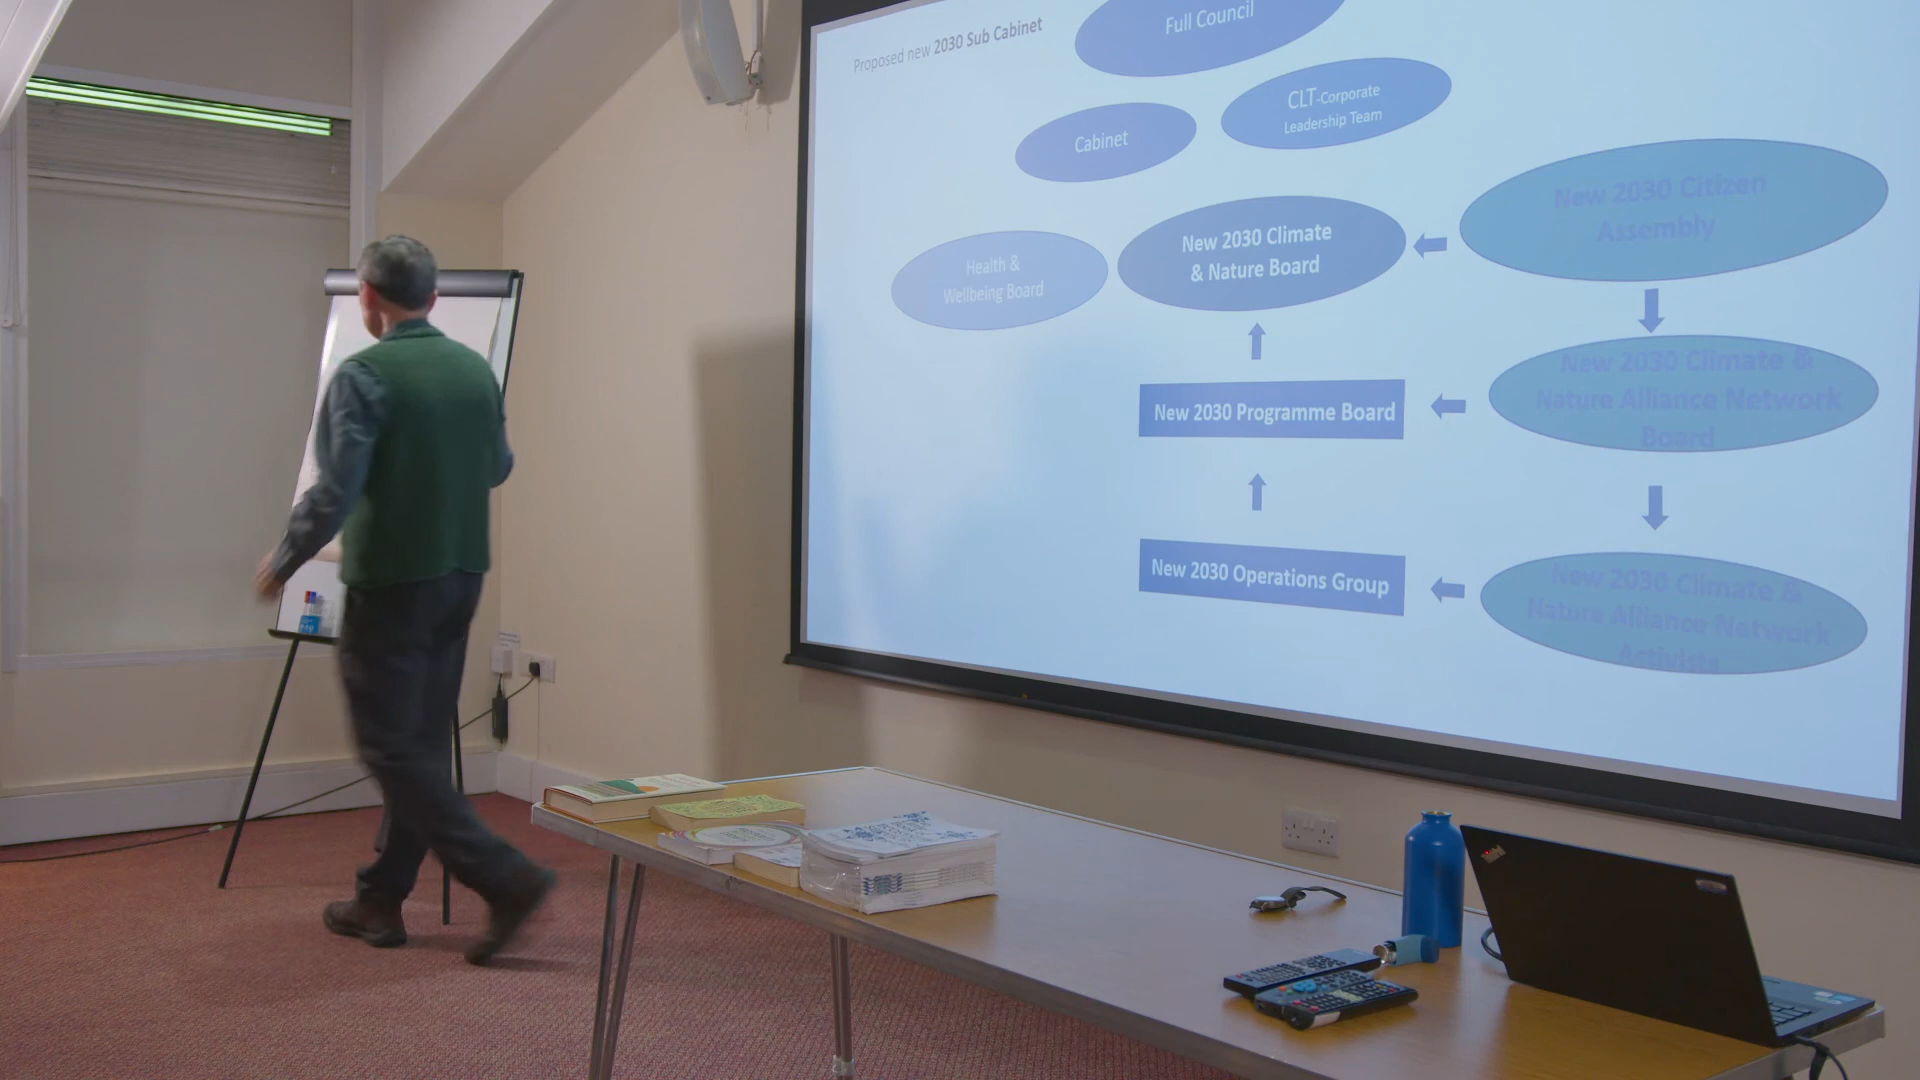 Proposed new 2030 Sub Cabinet
Full Council
CLT-Corporate
Leadership Team
Cabinet
New 2030 Citizen
Assembly
New 2030 Climate
& Nature Board
Health &
Wellbeing Board
New 2030 Climate &
Nature Alliance Network
Board
New 2030 Programme Board
New 2030 Operations Group
New 2030 Climate &
Nature Alliance Network
Activists